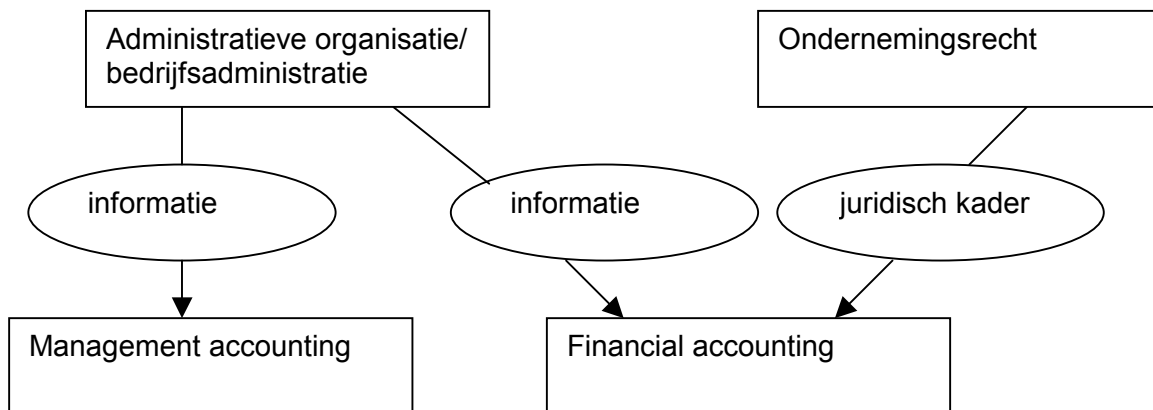 Administratieve organisatie/
bedrijfsadministratie
Ondernemingsrecht
informatie
informatie
juridisch kader
Management accounting
Financial accounting